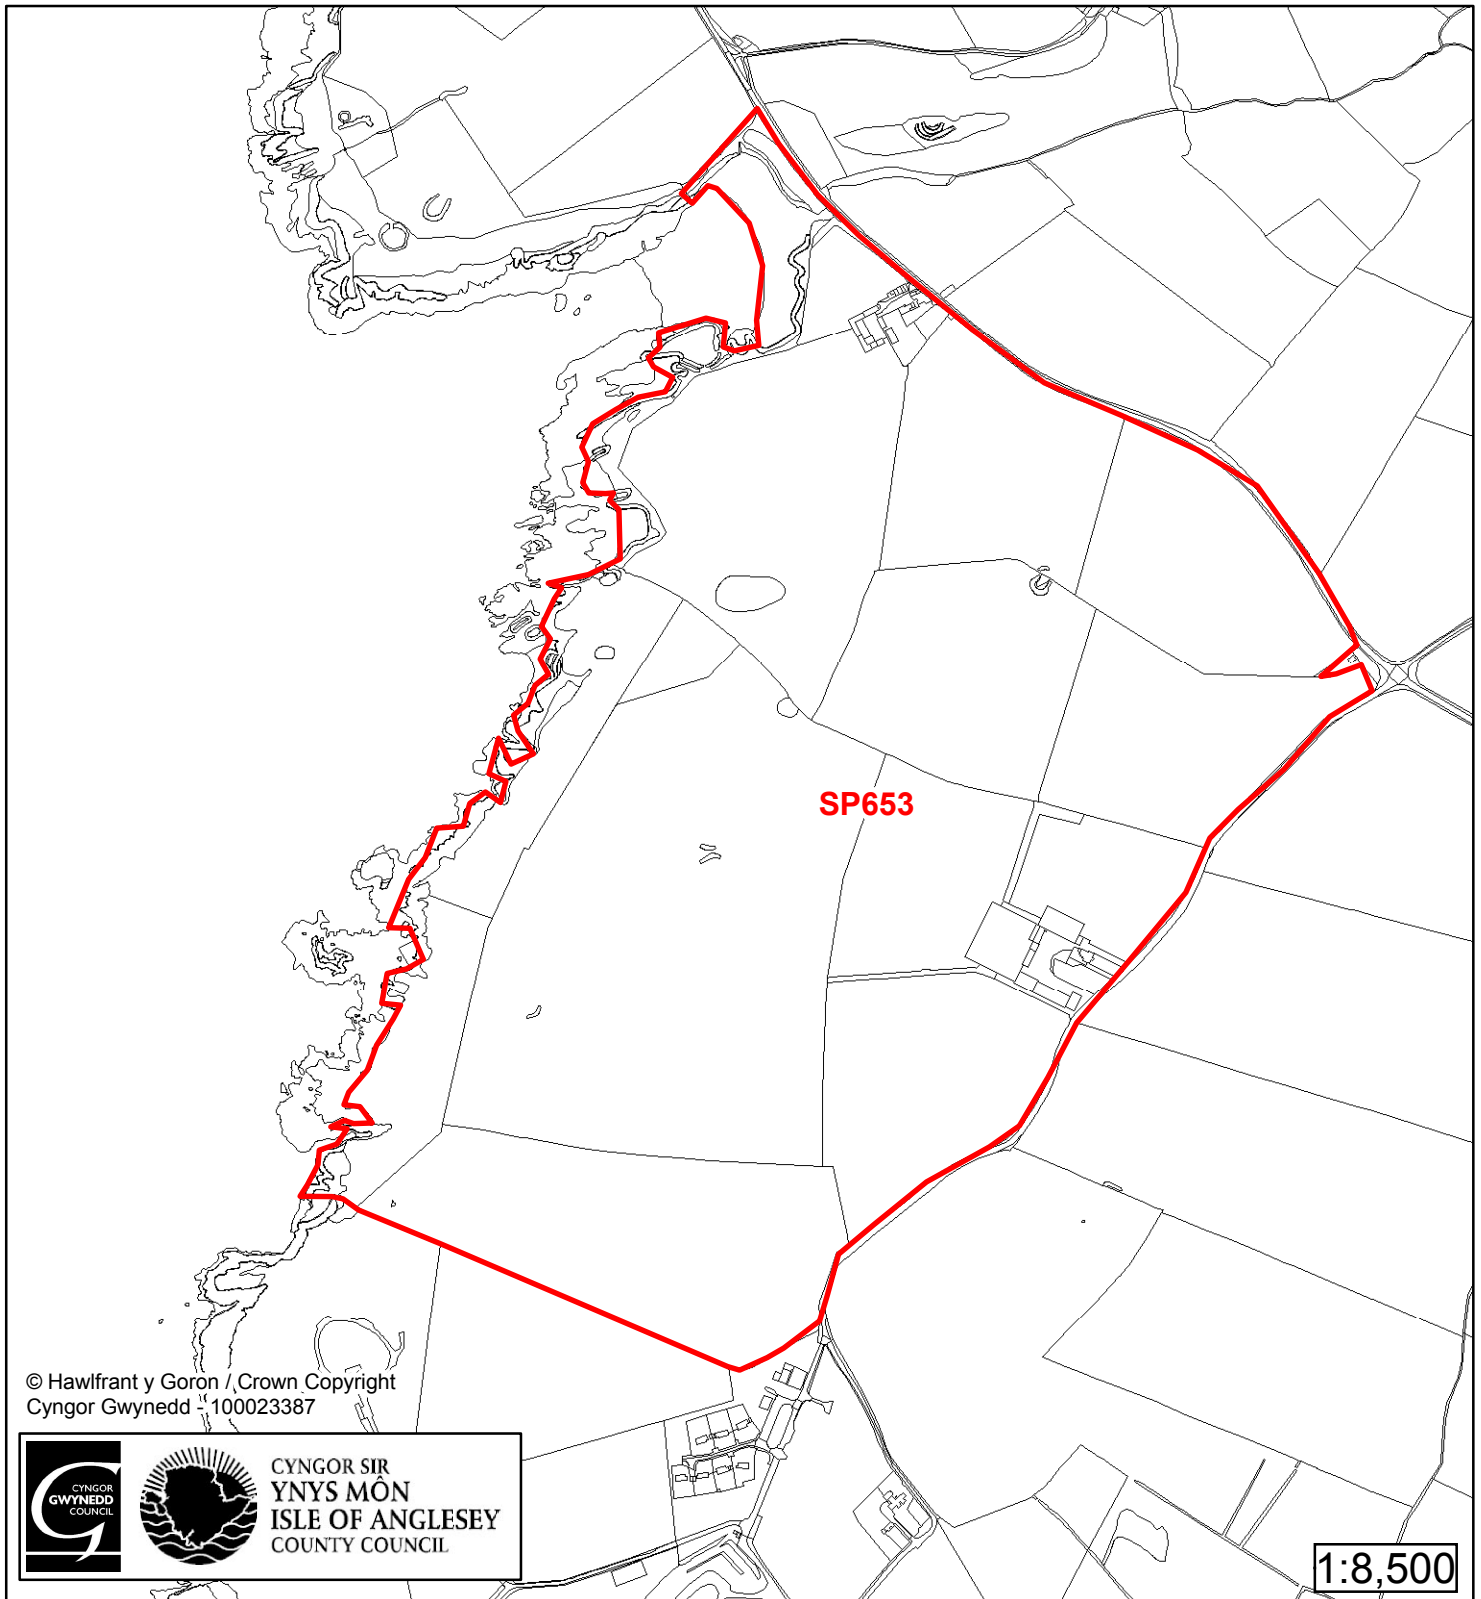 SP653
© Hawlfrant y Goron / Crown Copyright
Cyngor Gwynedd - 100023387
CYNGOR
GWYNEDD
COUNCIL
CYNGOR SIR
YNYS MÔN
ISLE OF ANGLESEY
COUNTY COUNCIL
1:8,500